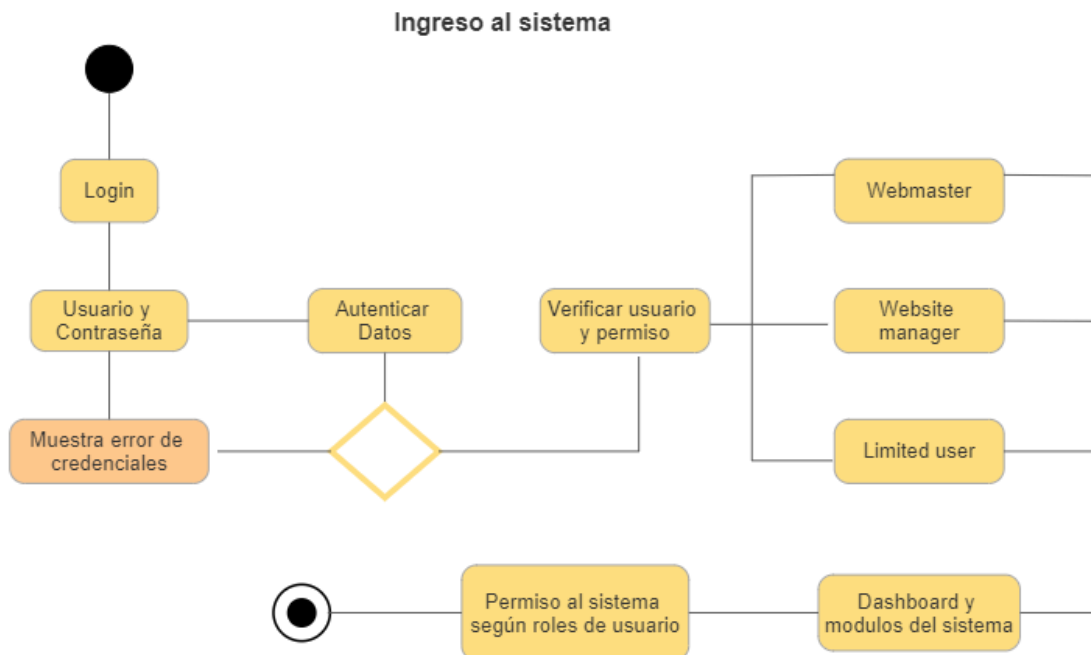 Ingreso al sistema
Login
Webmaster
Usuario y
Contraseña
Autenticar
Datos
Verificar usuario
y permiso
Website
manager
Muestra error de
credenciales
Limited user
Permiso al sistema
según roles de usuario
Dashboard y
modulos del sistema